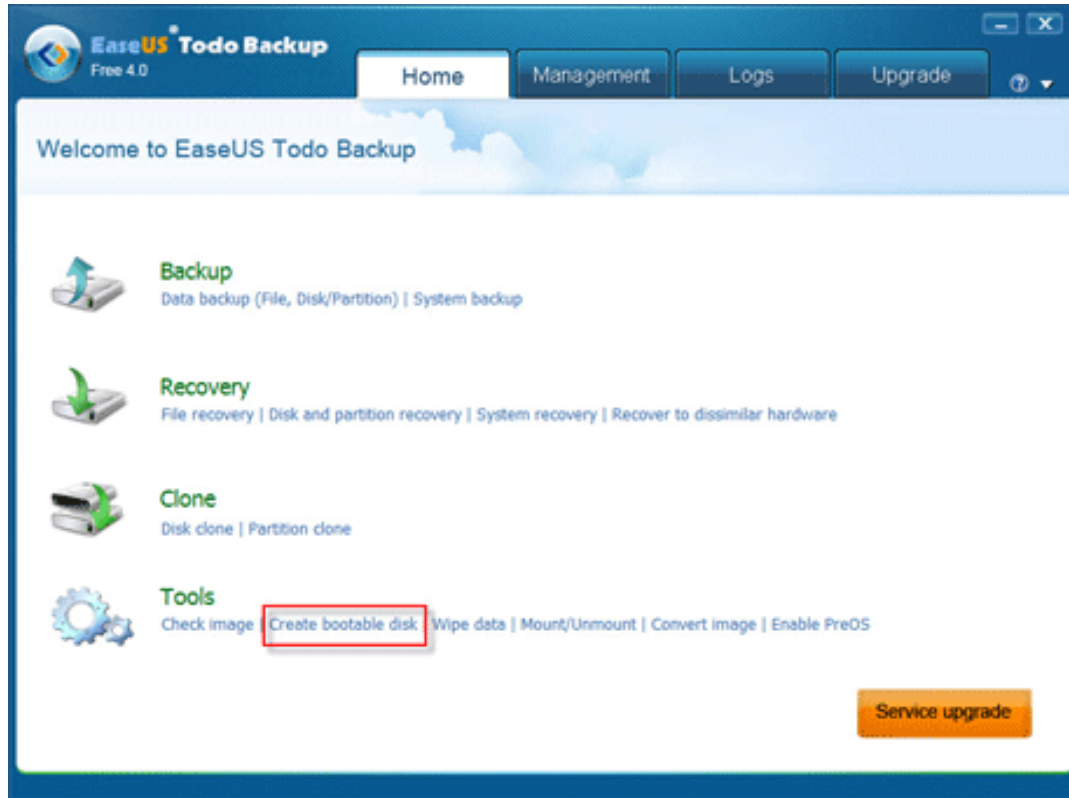 EaseUS Todo Backup
Free 4.0
Home
Management
Logs
Upgrade
Welcome to EaseUS Todo Backup
Backup
Data backup (File, Disk/Partition) | System backup
Recovery
File recovery | Disk and partition recovery | System recovery | Recover to dissimilar hardware
Clone
Disk clone | Partition clone
Tools
Check image | Create bootable disk | Wipe data | Mount/Unmount | Convert image | Enable PreOS
Service upgrade